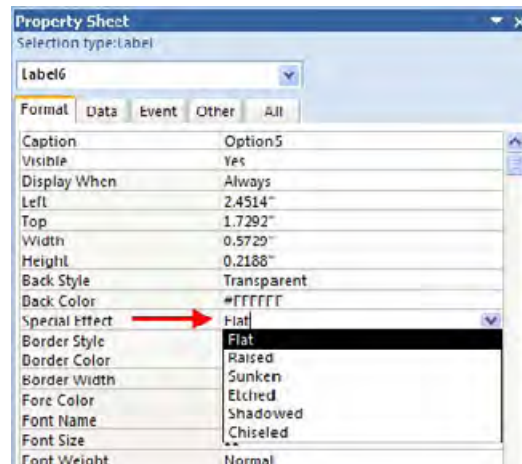 Property Sheet
Selection type:Label
Label6
Format Data Event Other All
Caption Option5
Visible Yes
Display When Always
Left 2.4514"
Top 1.7292"
Width 0.5729"
Height 0.2188"
Back Style Transparent
Back Color #FFFFFF
Special Effect Flat
Border Style Flat
Border Color Raised
Border Width Sunken
Fore Color Etched
Font Name Shadowed
Font Size Chiseled
Font Weight Normal